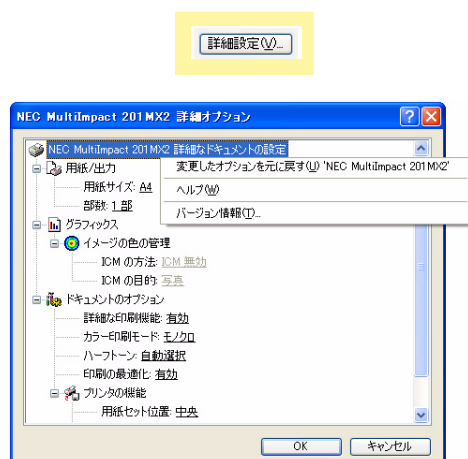 詳細設定(V)...
NEC MultiImpact 201MX2 詳細オプション
NEC MultiImpact 201MX2 詳細なドキュメントの設定
変更したオプションを元に戻す(U) 'NEC MultiImpact 201MX2'
用紙/出力
用紙サイズ: A4
ヘルプ(W)
部数: 1 部
バージョン情報(T)...
グラフィックス
イメージの色の管理
ICM の方法: ICM 無効
ICM の目的: 写真
ドキュメントのオプション
詳細な印刷機能: 有効
カラー印刷モード: モノクロ
ハーフトーン: 自動選択
印刷の最適化: 有効
プリンタの機能
用紙セット位置: 中央
OK キャンセル